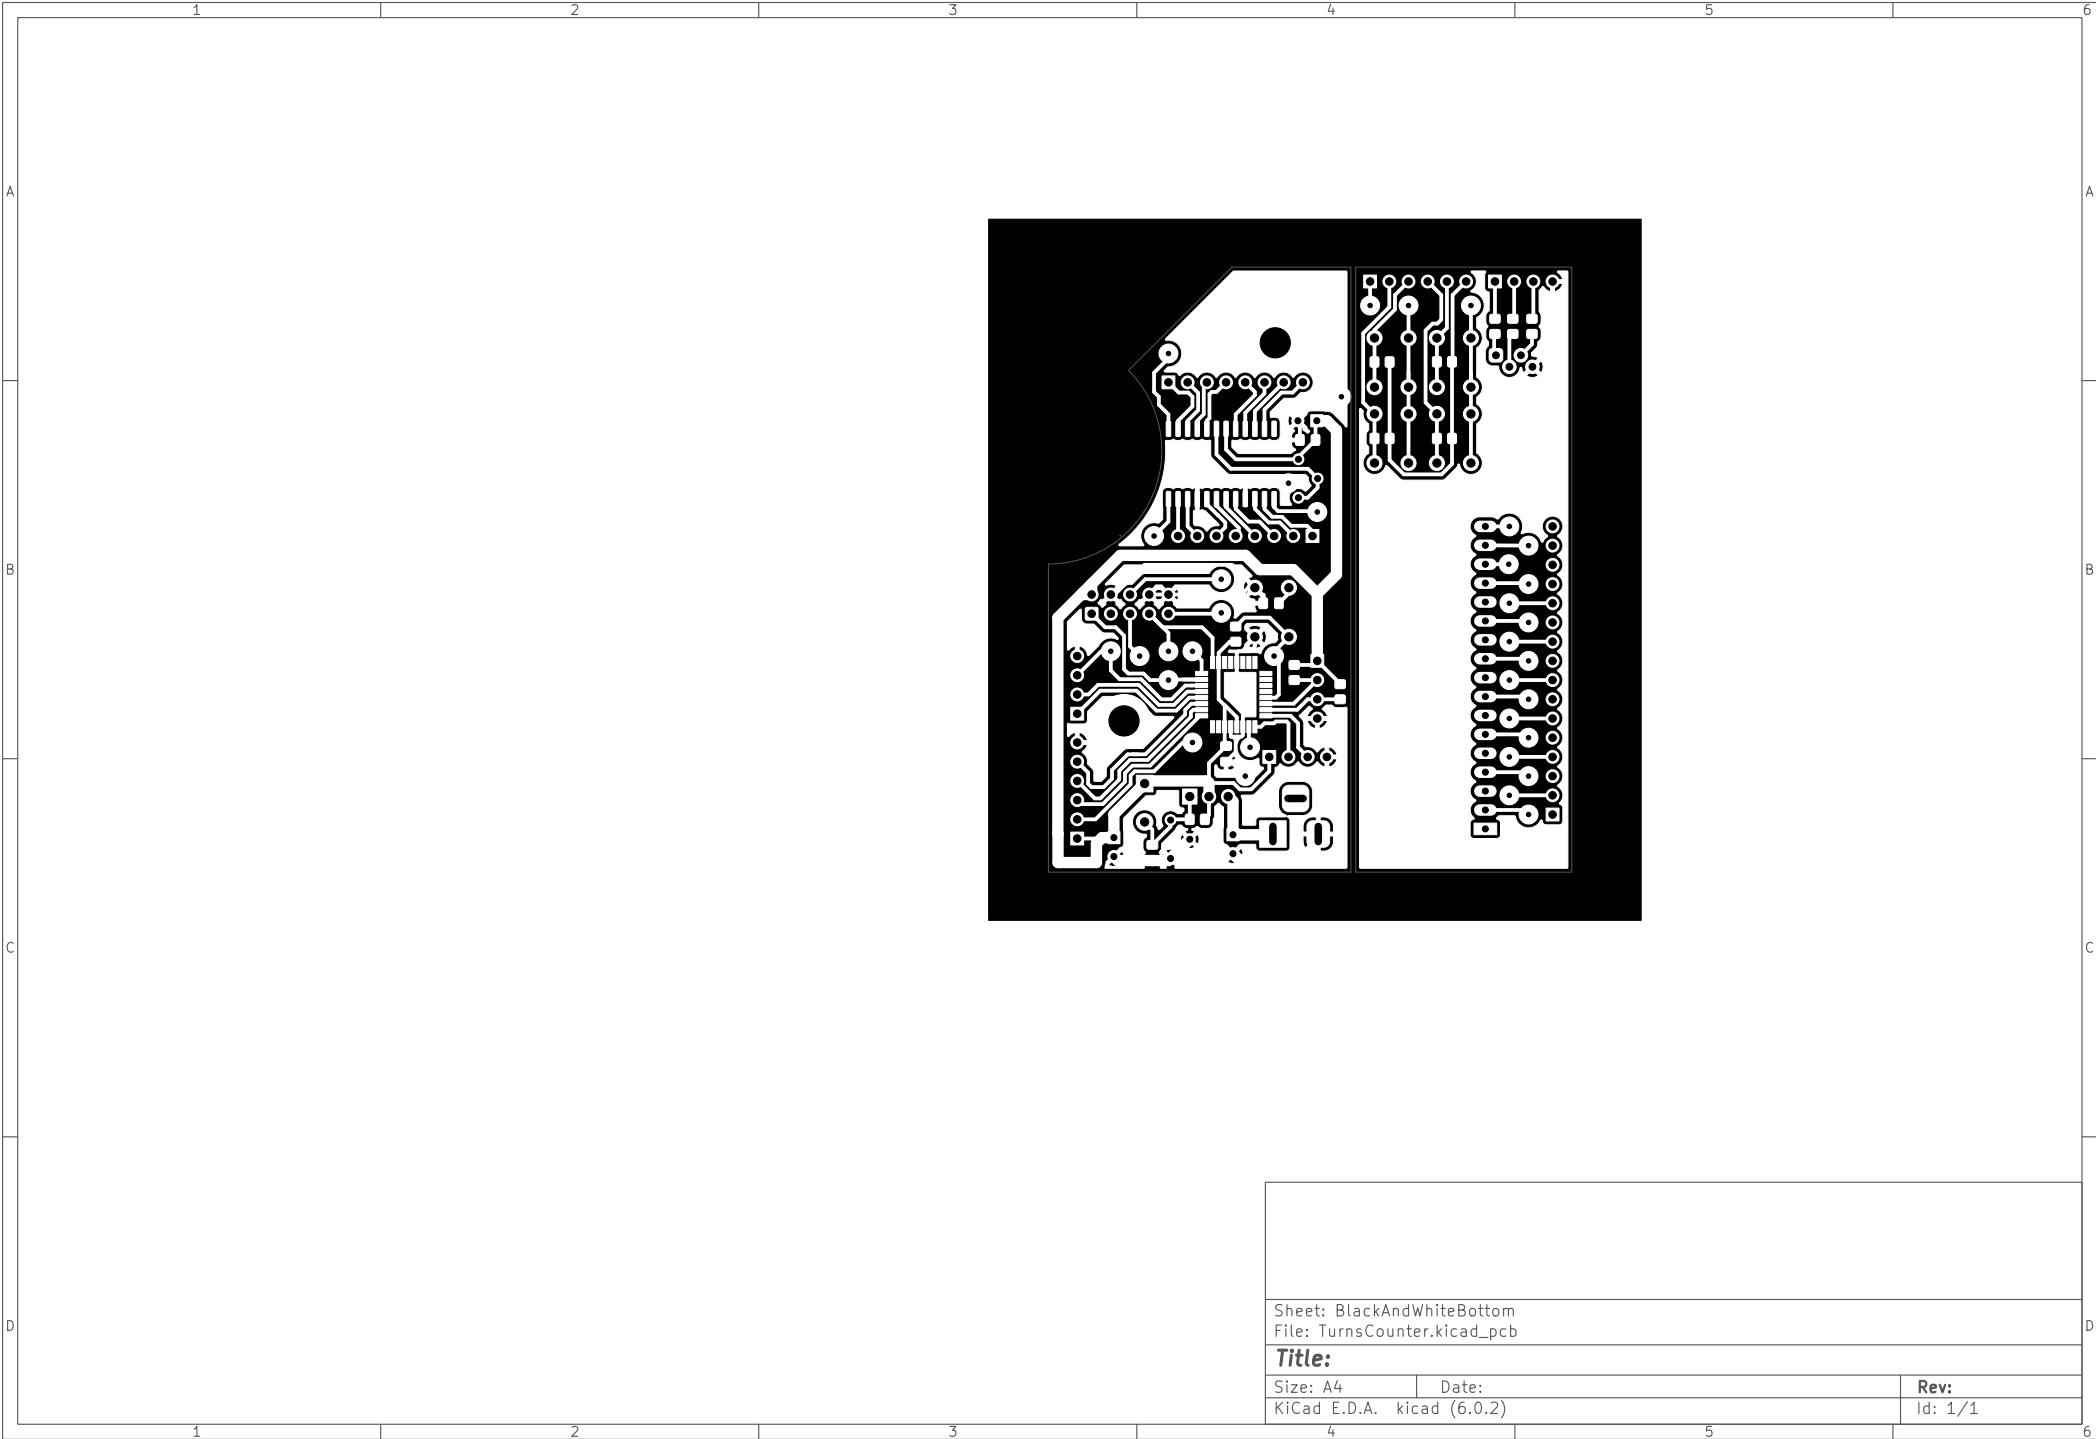 1 2 3 4 5 6
A A
B B
C C
D D
Sheet: BlackAndWhiteBottom
File: TurnsCounter.kicad_pcb
Title:
Size: A4 Date: Rev:
KiCad E.D.A. kicad (6.0.2) Id: 1/1
1 2 3 4 5 6